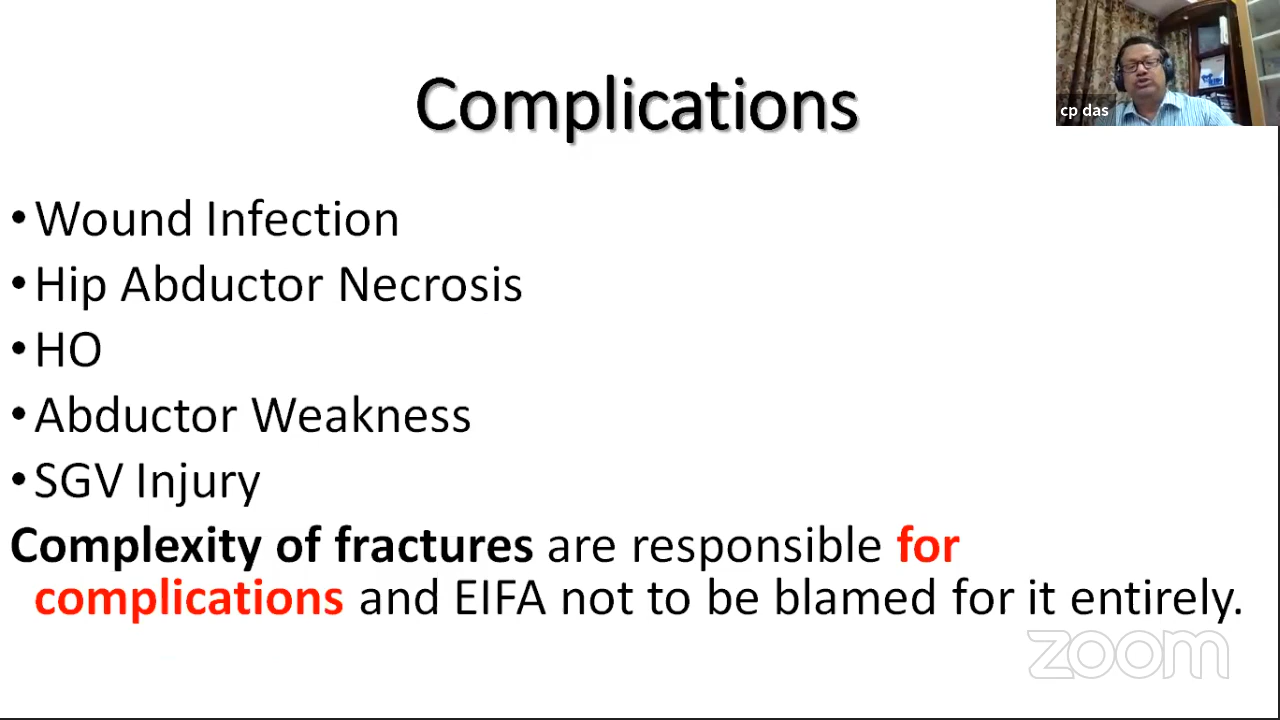 Complications
cp das
• Wound Infection
• Hip Abductor Necrosis
• HO
• Abductor Weakness
• SGV Injury
Complexity of fractures are responsible for
complications and EIFA not to be blamed for it entirely.
zoom